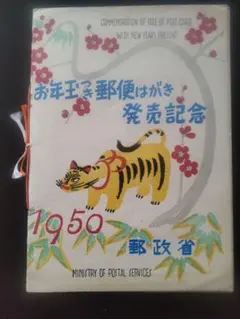 COMMEMORATION OF ISSUE OF POST CARD
WITH NEW YEAR'S PRESENT
お年玉つき郵便はがき
発売記念
1950
郵政省
MINISTRY OF POSTAL SERVICES